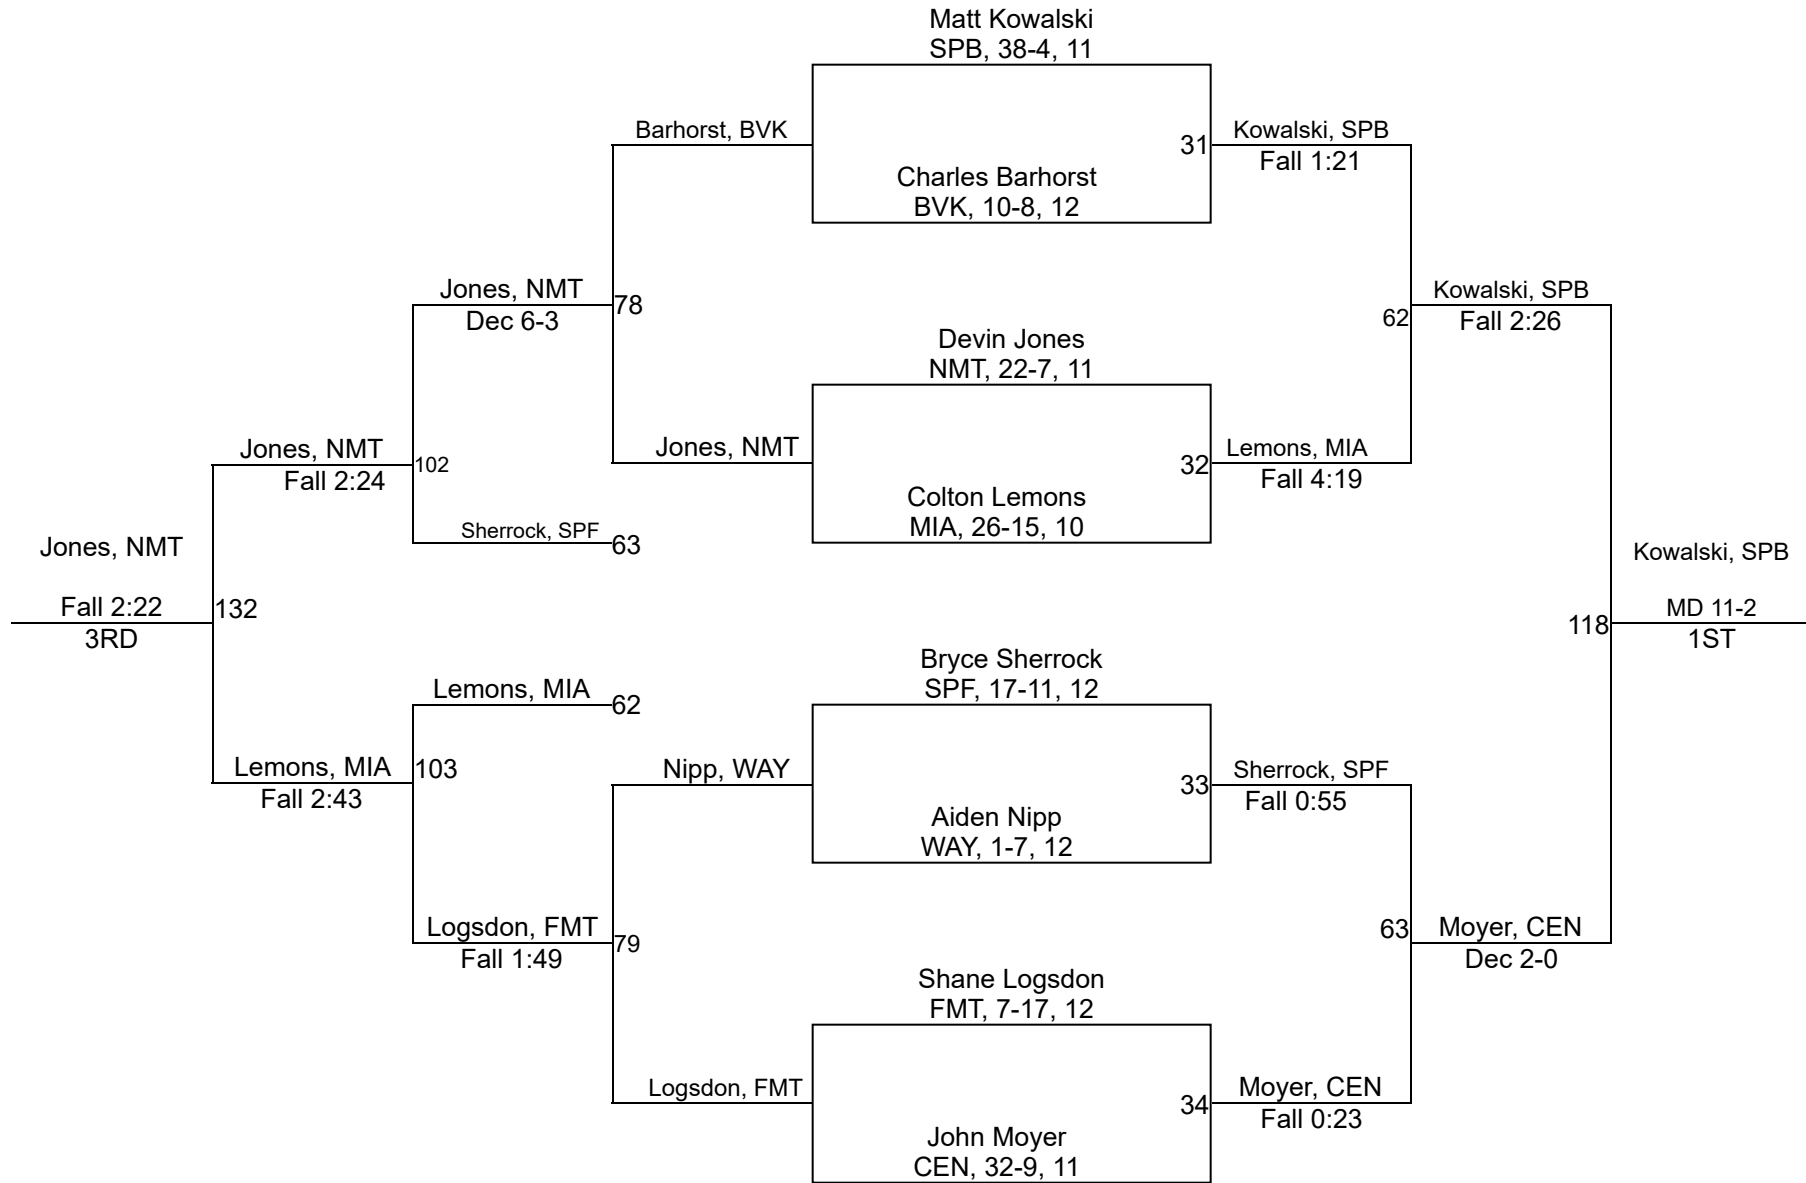 Matt Kowalski
SPB, 38-4, 11
Barhorst, BVK
31
Kowalski, SPB
Fall 1:21
Charles Barhorst
BVK, 10-8, 12
Jones, NMT
Dec 6-3
78
Kowalski, SPB
Fall 2:26
62
Devin Jones
NMT, 22-7, 11
Jones, NMT
Fall 2:24
102
Jones, NMT
32
Lemons, MIA
Fall 4:19
Colton Lemons
MIA, 26-15, 10
Sherrock, SPF
63
Jones, NMT
Fall 2:22
3RD
132
Kowalski, SPB
MD 11-2
1ST
118
Bryce Sherrock
SPF, 17-11, 12
Lemons, MIA
62
Lemons, MIA
Fall 2:43
103
Nipp, WAY
33
Sherrock, SPF
Fall 0:55
Aiden Nipp
WAY, 1-7, 12
Logsdon, FMT
Fall 1:49
79
63
Moyer, CEN
Dec 2-0
Shane Logsdon
FMT, 7-17, 12
Logsdon, FMT
34
Moyer, CEN
Fall 0:23
John Moyer
CEN, 32-9, 11